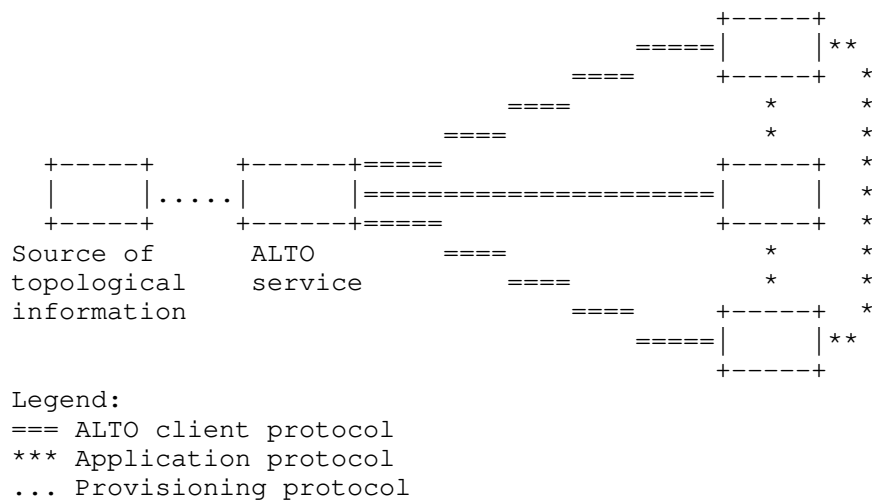 Source of ALTO
topological service
information
Legend:
=== ALTO client protocol
*** Application protocol
... Provisioning protocol